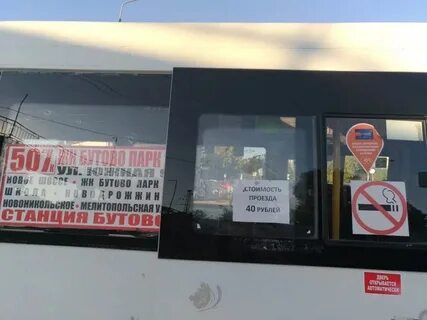 507 ЖК БУТОВО ПАРК
УЛ. ЮЖНАЯ
НОВОЕ ШОССЕ • ЖК БУТОВО ПАРК
ШКОЛА • НОВОДРОЖЖИНО
НОВОНИКОЛЬСКОЕ • МЕЛИТОПОЛЬСКАЯ У
СТАНЦИЯ БУТОВО
СТОИМОСТЬ
ПРОЕЗДА
40 РУБЛЕЙ
ДВЕРЬ
ОТКРЫВАЕТСЯ
АВТОМАТИЧЕСКИ